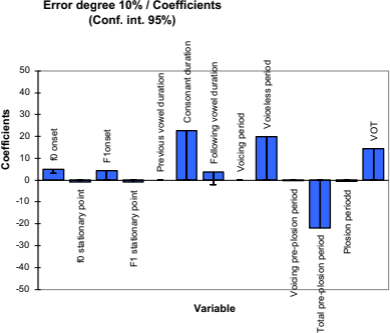 Error degree 10% / Coefficients
(Conf. int. 95%)
50
40
30
20
10
0
-10
-20
-30
-40
-50
Coefficients
f0 onset
f0 stationary point
F1onset
F1 stationary point
Previous vowel duration
Consonant duration
Following vowel duration
Voicing period
Voiceless period
Voicing pre-plosion period
Total pre-plosion period
Plosion periodd
VOT
Variable